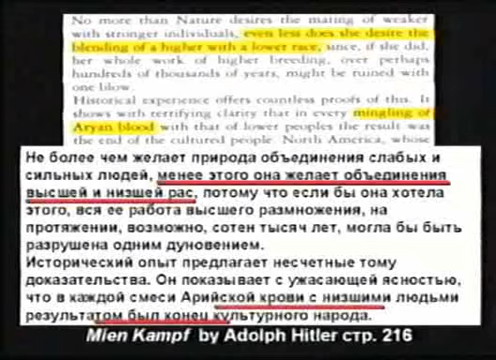 No more than Nature desires the mating of weaker
with stronger individuals, even less does she desire the
blending of a higher with a lower race, since, if she did,
her whole work of higher breeding, over perhaps
hundreds of thousands of years, might be ruined with
one blow.
Historical experience offers countless proofs of this. It
shows with terrifying clarity that in every mingling of
Aryan blood with that of lower peoples the result was
the end of the cultured people. North America, whose
Не более чем желает природа объединения слабых и
сильных людей, менее этого она желает объединения
высшей и низшей рас, потому что если бы она хотела
этого, вся ее работа высшего размножения, на
протяжении, возможно, сотен тысяч лет, могла бы быть
разрушена одним дуновением.
Исторический опыт предлагает несчетные тому
доказательства. Он показывает с ужасающей ясностью,
что в каждой смеси Арийской крови с низшими людьми
результатом был конец культурного народа.
Mien Kampf by Adolph Hitler стр. 216